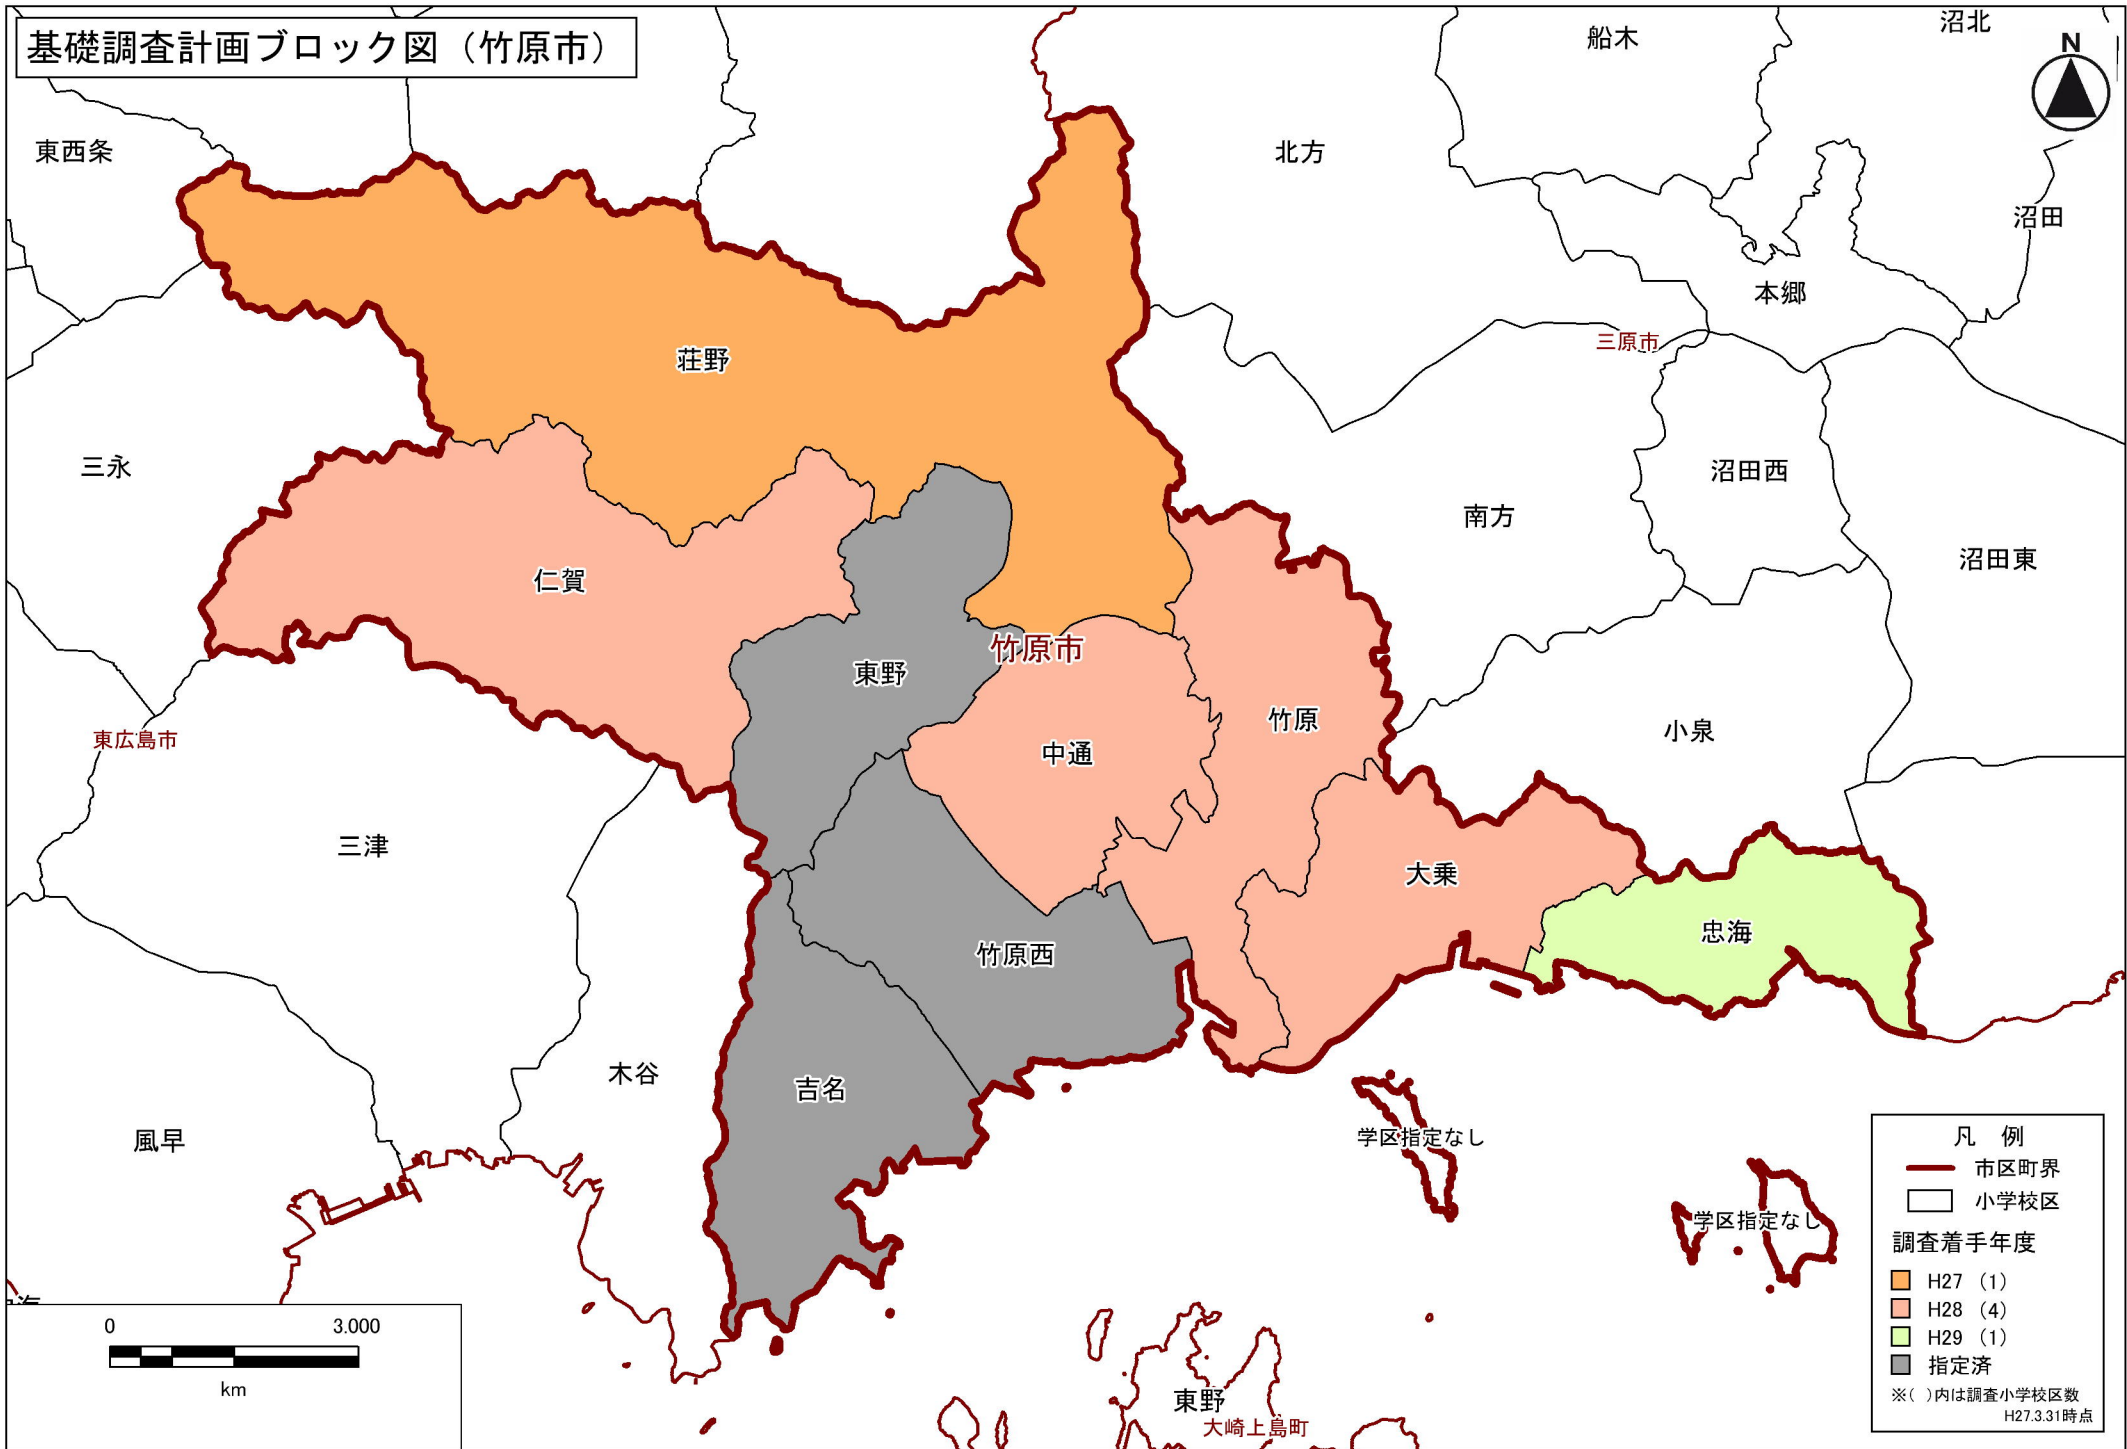 基礎調査計画ブロック図（竹原市）
N
沼北
船木
北方
東西条
沼田
本郷
三原市
荘野
三永
沼田西
南方
沼田東
仁賀
竹原市
東野
竹原
小泉
東広島市
中通
三津
大乗
忠海
竹原西
木谷
吉名
風早
学区指定なし
学区指定なし
東野
大崎上島町
0 3.000
km
凡 例
市区町界
小学校区
調査着手年度
H27 （1）
H28 （4）
H29 （1）
指定済
※（ ）内は調査小学校区数
H27.3.31時点